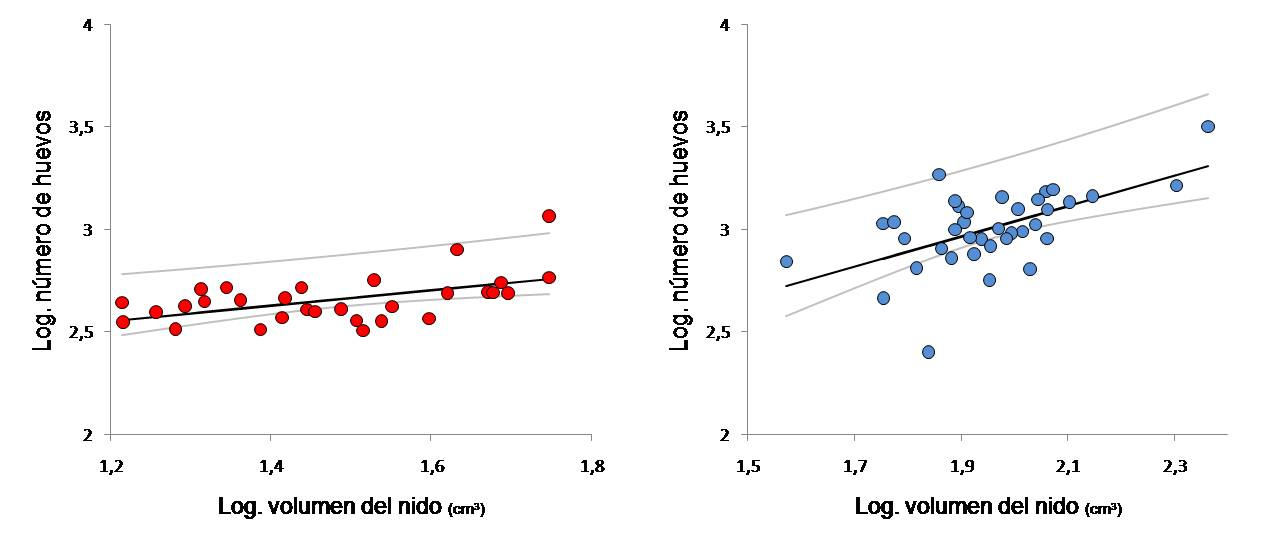 4
3,5
3
2,5
2
1,2 1,4 1,6 1,8
Log. número de huevos
Log. volumen del nido (cm³)
4
3,5
3
2,5
2
1,5 1,7 1,9 2,1 2,3
Log. número de huevos
Log. volumen del nido (cm³)